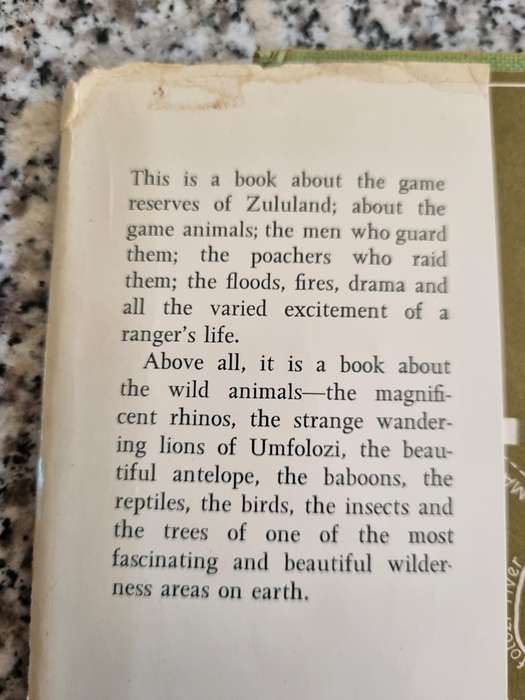 This is a book about the game
reserves of Zululand; about the
game animals; the men who guard
them; the poachers who raid
them; the floods, fires, drama and
all the varied excitement of a
ranger's life.
Above all, it is a book about
the wild animals—the magnifi-
cent rhinos, the strange wander-
ing lions of Umfolozi, the beau-
tiful antelope, the baboons, the
reptiles, the birds, the insects and
the trees of one of the most
fascinating and beautiful wilder-
ness areas on earth.
river